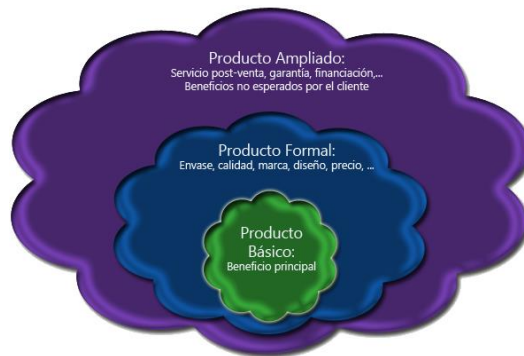 Producto Ampliado:
Servicio post-venta, garantía, financiación,...
Beneficios no esperados por el cliente
Producto Formal:
Envase, calidad, marca, diseño, precio, ...
Producto
Básico:
Beneficio principal